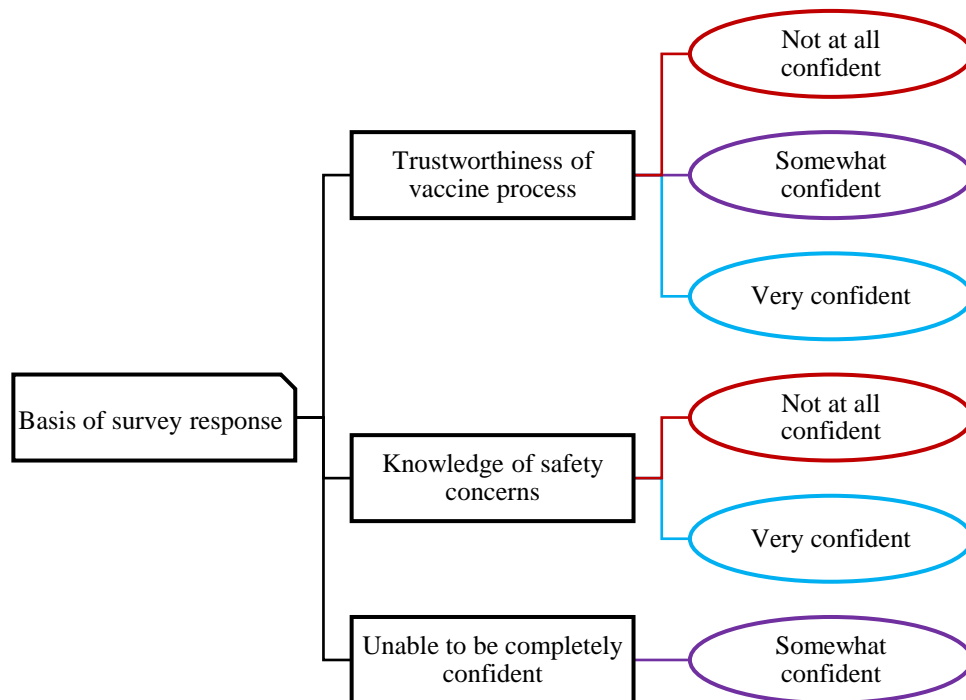 Basis of survey response
Trustworthiness of
vaccine process
Not at all
confident
Somewhat
confident
Very confident
Knowledge of safety
concerns
Not at all
confident
Very confident
Unable to be completely
confident
Somewhat
confident